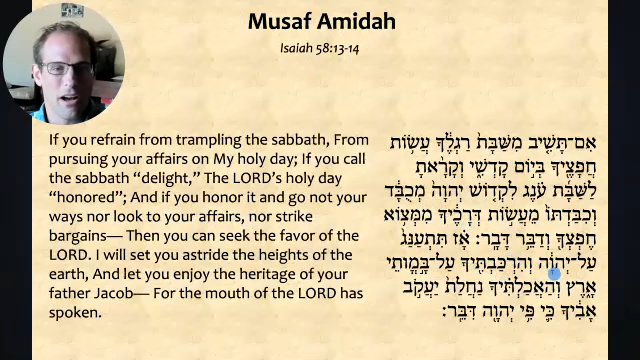 Musaf Amidah
Isaiah 58:13-14
If you refrain from trampling the sabbath, From
pursuing your affairs on My holy day; If you call
the sabbath “delight,” The LORD’s holy day
“honored”; And if you honor it and go not your
ways nor look to your affairs, nor strike
bargains— Then you can seek the favor of the
LORD. I will set you astride the heights of the
earth, And let you enjoy the heritage of your
father Jacob— For the mouth of the LORD has
spoken.
אִם־תָּשִׁ֤יב מִשַּׁבָּת֙ רַגְלֶ֔ךָ עֲשׂ֥וֹת
חֲפָצֶ֖יךָ בְּי֣וֹם קׇדְשִׁ֑י וְקָרָ֨אתָ
לַשַּׁבָּ֜ת עֹ֗נֶג לִקְד֤וֹשׁ יְהוָה֙ מְכֻבָּ֔ד
וְכִבַּדְתּוֹ֙ מֵעֲשׂ֣וֹת דְּרָכֶ֔יךָ מִמְּצ֥וֹא
חֶפְצְךָ֖ וְדַבֵּ֥ר דָּבָֽר׃ אָ֗ז תִּתְעַנַּג֙
עַל־יְהוָ֔ה וְהִרְכַּבְתִּ֖יךָ עַל־בָּ֣מֳותֵי
אָ֑רֶץ וְהַאֲכַלְתִּ֗יךָ נַחֲלַת֙ יַעֲקֹ֣ב
אָבִ֔יךָ כִּ֛י פִּ֥י יְהוָ֖ה דִּבֵּֽר׃